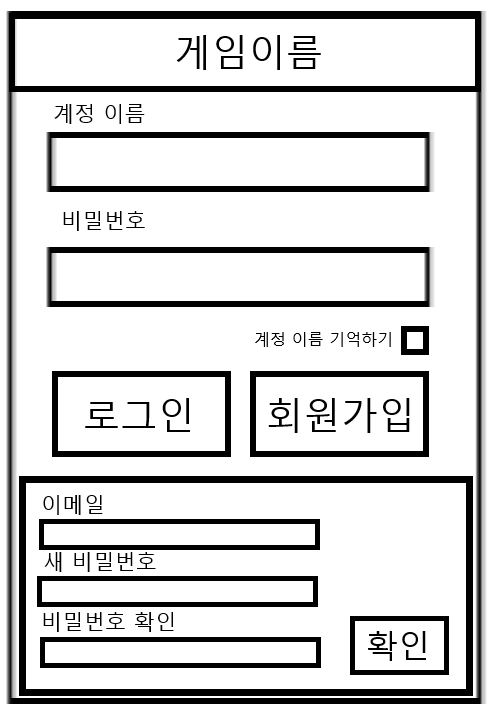 게임이름
계정 이름
비밀번호
계정 이름 기억하기
로그인 회원가입
이메일
새 비밀번호
비밀번호 확인
확인